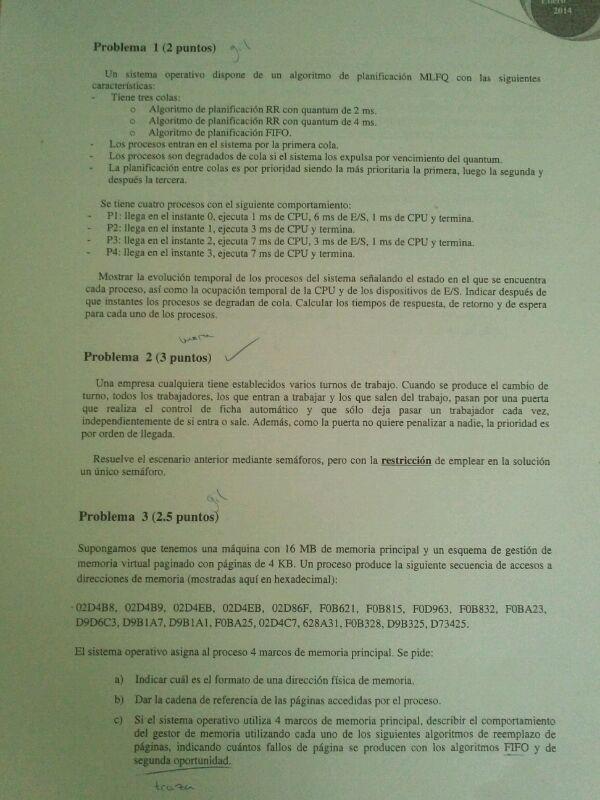 Enero
2014
Problema 1 (2 puntos) gil
Un sistema operativo dispone de un algoritmo de planificación MLFQ con las siguientes
características:
- Tiene tres colas:
o Algoritmo de planificación RR con quantum de 2 ms.
o Algoritmo de planificación RR con quantum de 4 ms.
o Algoritmo de planificación FIFO.
- Los procesos entran en el sistema por la primera cola.
- Los procesos son degradados de cola si el sistema los expulsa por vencimiento del quantum.
- La planificación entre colas es por prioridad siendo la más prioritaria la primera, luego la segunda y
después la tercera.
Se tiene cuatro procesos con el siguiente comportamiento:
- P1: llega en el instante 0, ejecuta 1 ms de CPU, 6 ms de E/S, 1 ms de CPU y termina.
- P2: llega en el instante 1, ejecuta 3 ms de CPU y termina.
- P3: llega en el instante 2, ejecuta 7 ms de CPU, 3 ms de E/S, 1 ms de CPU y termina.
- P4: llega en el instante 3, ejecuta 7 ms de CPU y termina.
Mostrar la evolución temporal de los procesos del sistema señalando el estado en el que se encuentra
cada proceso, así como la ocupación temporal de la CPU y de los dispositivos de E/S. Indicar después
de que instantes los procesos se degradan de cola. Calcular los tiempos de respuesta, de retorno y de espera
para cada uno de los procesos.
Problema 2 (3 puntos)
Una empresa cualquiera tiene establecidos varios turnos de trabajo. Cuando se produce el cambio de
turno, todos los trabajadores, los que entran a trabajar y los que salen del trabajo, pasan por una puerta
que realiza el control de ficha automático y que sólo deja pasar un trabajador cada vez,
independientemente de si entra o sale. Además, como la puerta no quiere penalizar a nadie, la prioridad es
por orden de llegada.
Resuelve el escenario anterior mediante semáforos, pero con la restricción de emplear en la solución
un único semáforo.
gil
Problema 3 (2.5 puntos)
Supongamos que tenemos una máquina con 16 MB de memoria principal y un esquema de gestión de
memoria virtual paginado con páginas de 4 KB. Un proceso produce la siguiente secuencia de accesos a
direcciones de memoria (mostradas aquí en hexadecimal):
02D4B8, 02D4B9, 02D4EB, 02D4EB, 02D86F, F0B621, F0B815, F0D963, F0B832, F0BA23,
D9D6C3, D9B1A7, D9B1A1, F0BA25, 02D4C7, 628A31, F0B328, D9B325, D73425.
El sistema operativo asigna al proceso 4 marcos de memoria principal. Se pide:
a) Indicar cuál es el formato de una dirección física de memoria.
b) Dar la cadena de referencia de las páginas accedidas por el proceso.
c) Si el sistema operativo utiliza 4 marcos de memoria principal, describir el comportamiento
del gestor de memoria utilizando cada uno de los siguientes algoritmos de reemplazo de
páginas, indicando cuántos fallos de página se producen con los algoritmos FIFO y de
segunda oportunidad.
traza